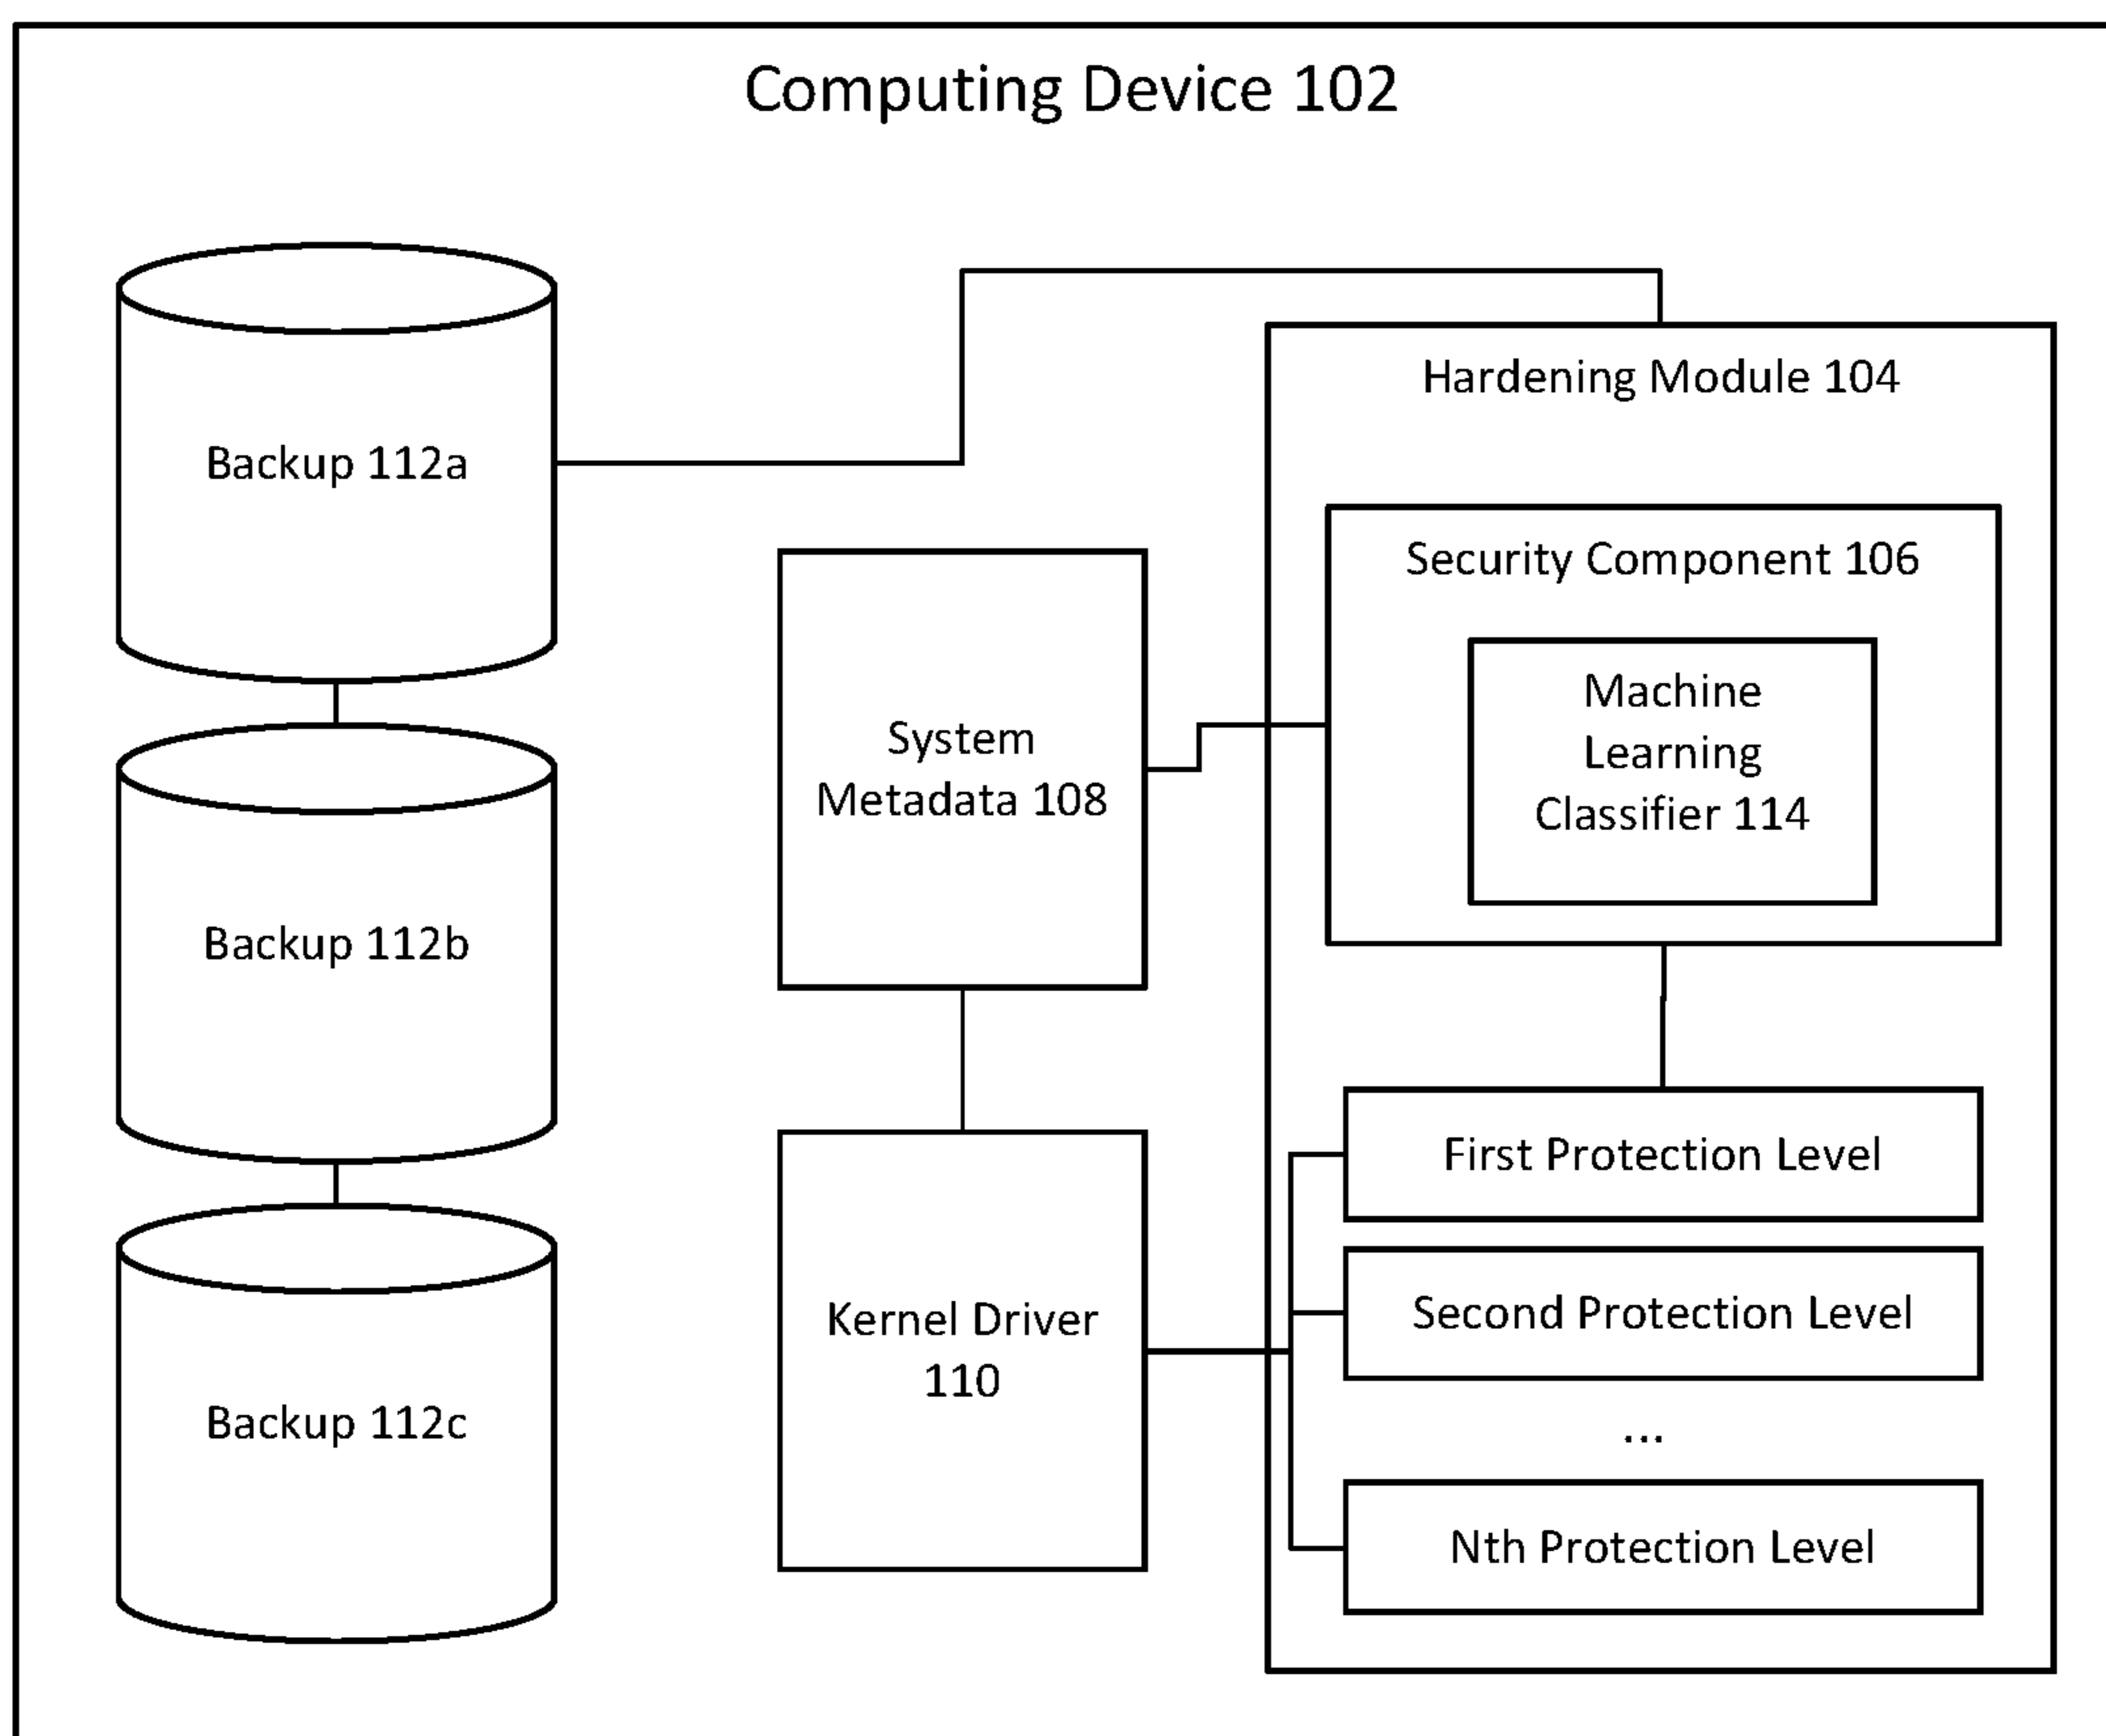 Computing Device 102
Backup 112a
Backup 112b
Backup 112c
System
Metadata 108
Kernel Driver
110
Hardening Module 104
Security Component 106
Machine
Learning
Classifier 114
First Protection Level
Second Protection Level
...
Nth Protection Level